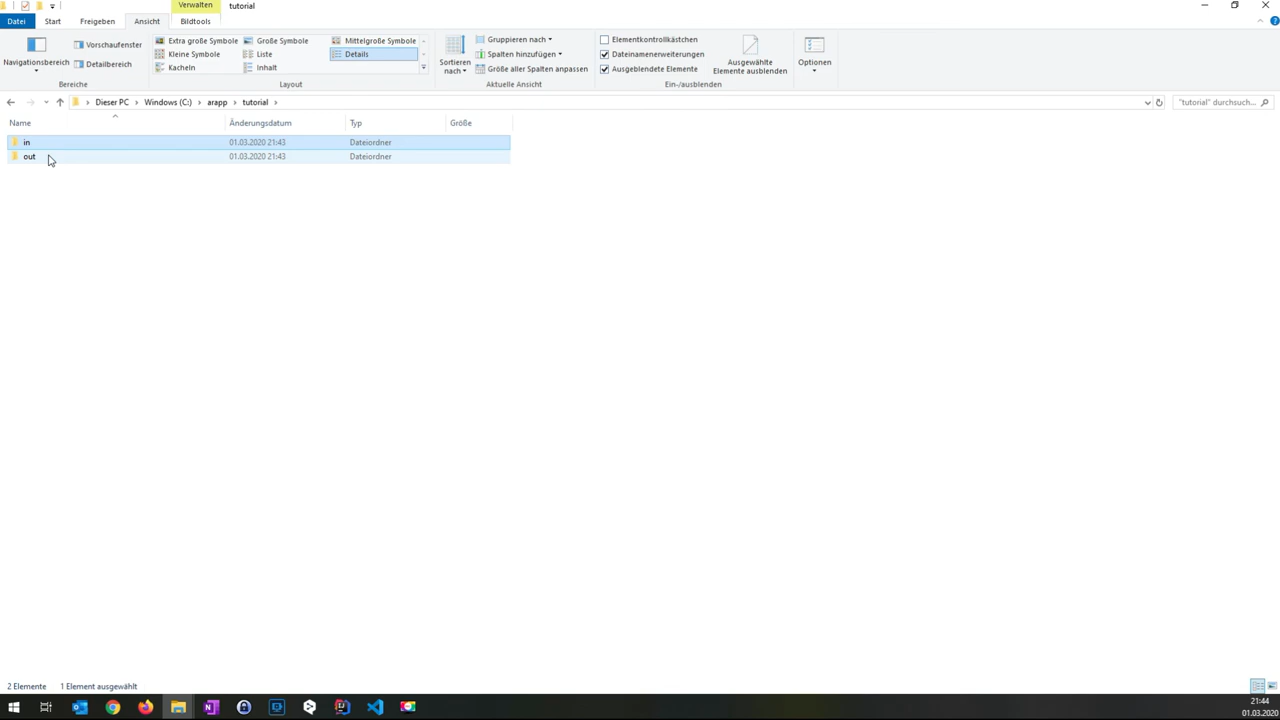 Verwalten
tutorial
Datei Start Freigeben Ansicht Bildtools
Navigationsbereich
Vorschaufenster
Detailbereich
Bereiche
Extra große Symbole Große Symbole Mittelgroße Symbole
Kleine Symbole Liste Details
Kacheln Inhalt
Layout
Sortieren nach
Gruppieren nach
Spalten hinzufügen
Größe aller Spalten anpassen
Aktuelle Ansicht
Elementkontrollkästchen
Dateinamenerweiterungen
Ausgeblendete Elemente
Ausgewählte
Elemente ausblenden
Ein-/ausblenden
Optionen
Dieser PC > Windows (C:) > arapp > tutorial >
"tutorial" durchsuch...
Name Änderungsdatum Typ Größe
in 01.03.2020 21:43 Dateiordner
out 01.03.2020 21:43 Dateiordner
2 Elemente 1 Element ausgewählt
21:44
01.03.2020